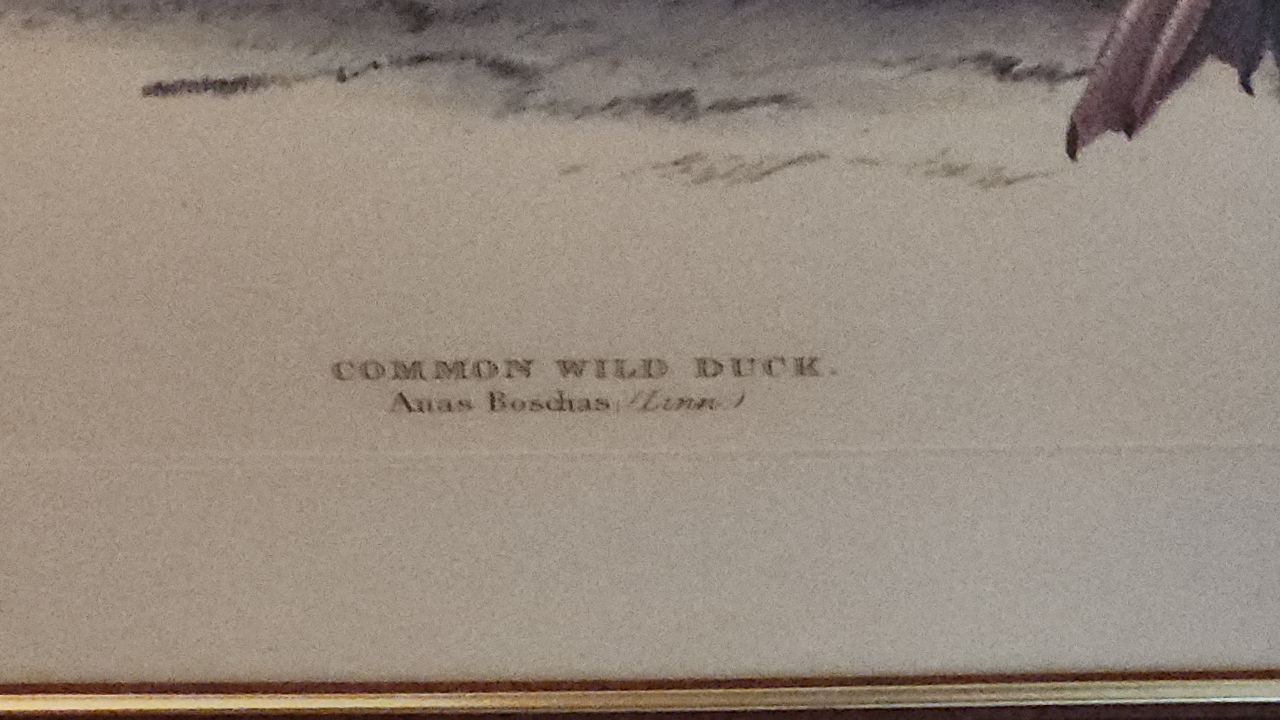 COMMON WILD DUCK.
Anas Boschas, (Linn.)